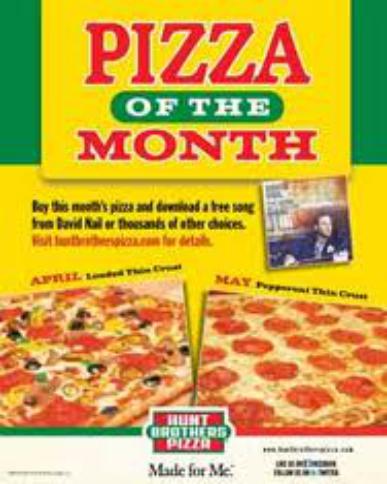 PIZZA
OF THE
MONTH
Buy this month's pizza and download a free song
from David Nail or thousands of other choices.
Visit huntbrotherspizza.com for details.
APRIL Loaded Thin Crust
MAY Pepperoni Thin Crust
HUNT
BROTHERS
PIZZA
Made for Me.
www.huntbrotherspizza.com